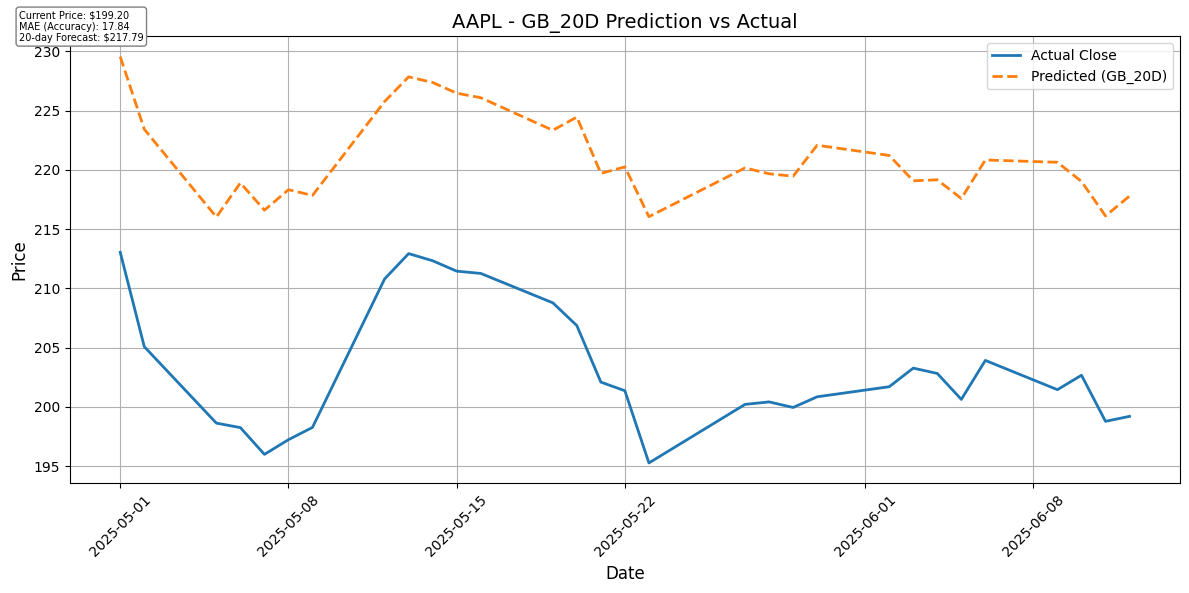 AAPL - GB_20D Prediction vs Actual
Current Price: $199.20
MAE (Accuracy): 17.84
20-day Forecast: $217.79
Actual Close
Predicted (GB_20D)
Price
230
225
220
215
210
205
200
195
2025-05-01
2025-05-08
2025-05-15
2025-05-22
2025-06-01
2025-06-08
Date